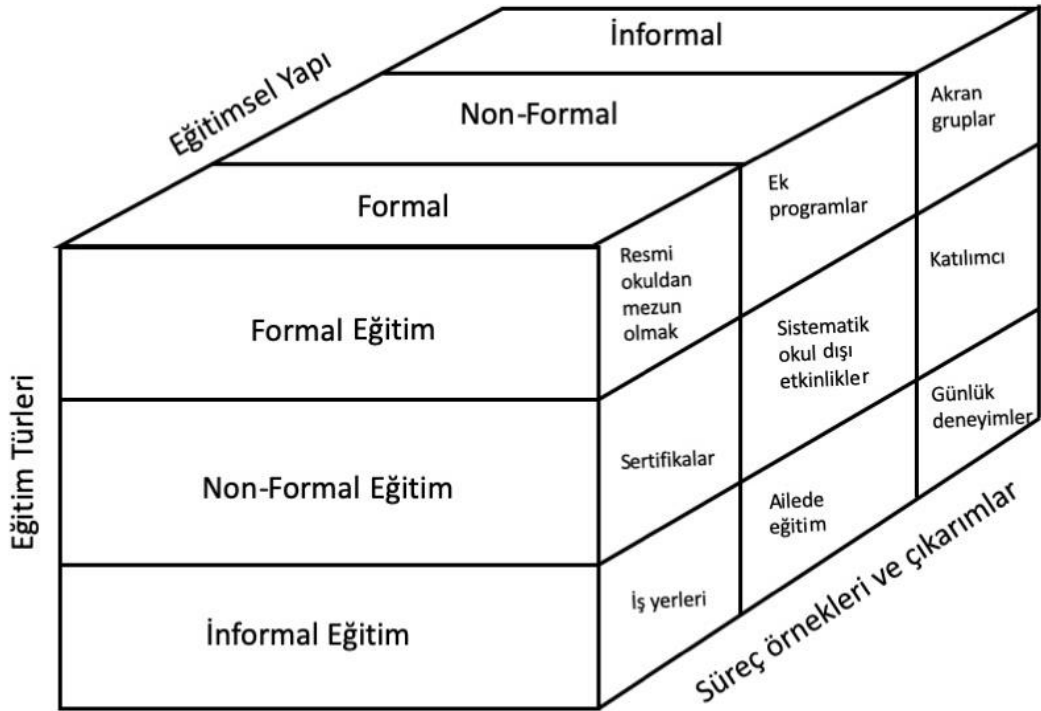 Eğitimsel Yapı
İnformal
Non-Formal
Formal
Eğitim Türleri
Formal Eğitim
Non-Formal Eğitim
İnformal Eğitim
Resmi
okuldan
mezun
olmak
Ek
programlar
Akran
gruplar
Sertifikalar
Sistematik
okul dışı
etkinlikler
Katılımcı
İş yerleri
Ailede
eğitim
Günlük
deneyimler
Süreç örnekleri ve çıkarımlar